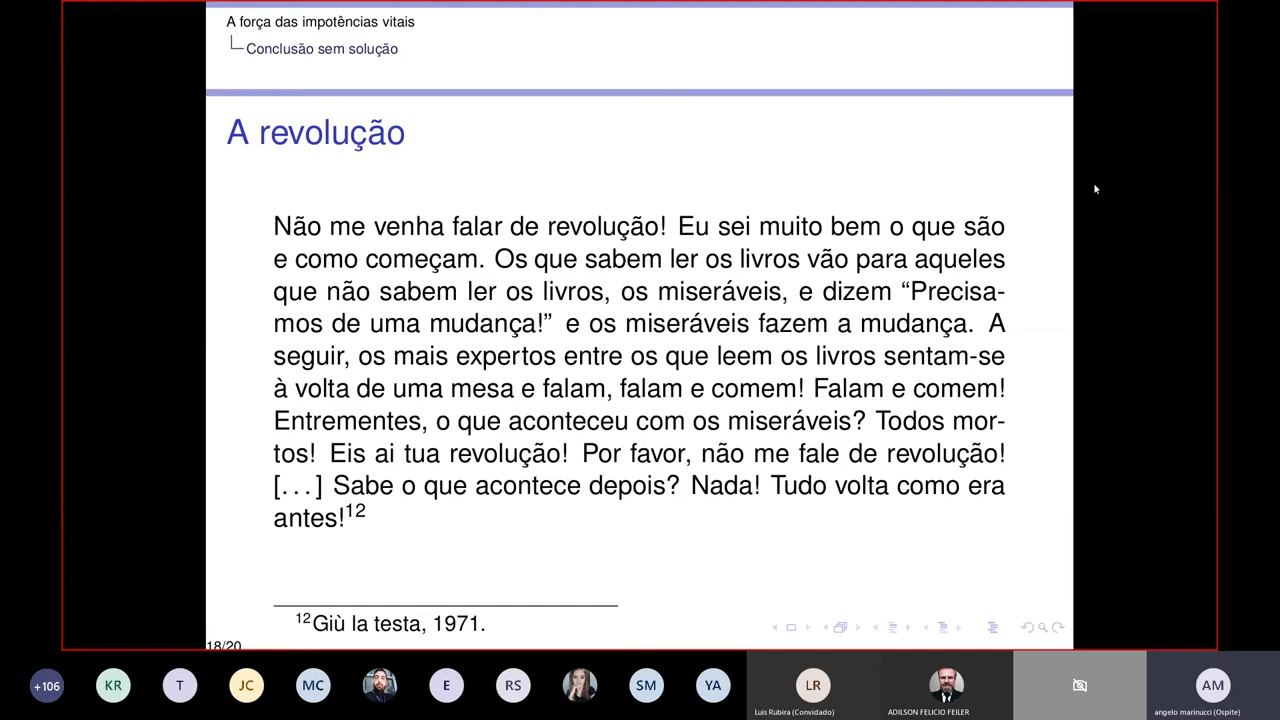 A força das impotências vitais
Conclusão sem solução
A revolução
Não me venha falar de revolução! Eu sei muito bem o que são
e como começam. Os que sabem ler os livros vão para aqueles
que não sabem ler os livros, os miseráveis, e dizem “Precisa-
mos de uma mudança!” e os miseráveis fazem a mudança. A
seguir, os mais expertos entre os que leem os livros sentam-se
à volta de uma mesa e falam, falam e comem! Falam e comem!
Entrementes, o que aconteceu com os miseráveis? Todos mor-
tos! Eis ai tua revolução! Por favor, não me fale de revolução!
[...] Sabe o que acontece depois? Nada! Tudo volta como era
antes!12
12Giù la testa, 1971.
18/20
+106 KR T JC MC E RS SM YA LR AM
Luis Rubira (Convidado) ADILSON FELICIO FEILER angelo marinucci (Ospite)